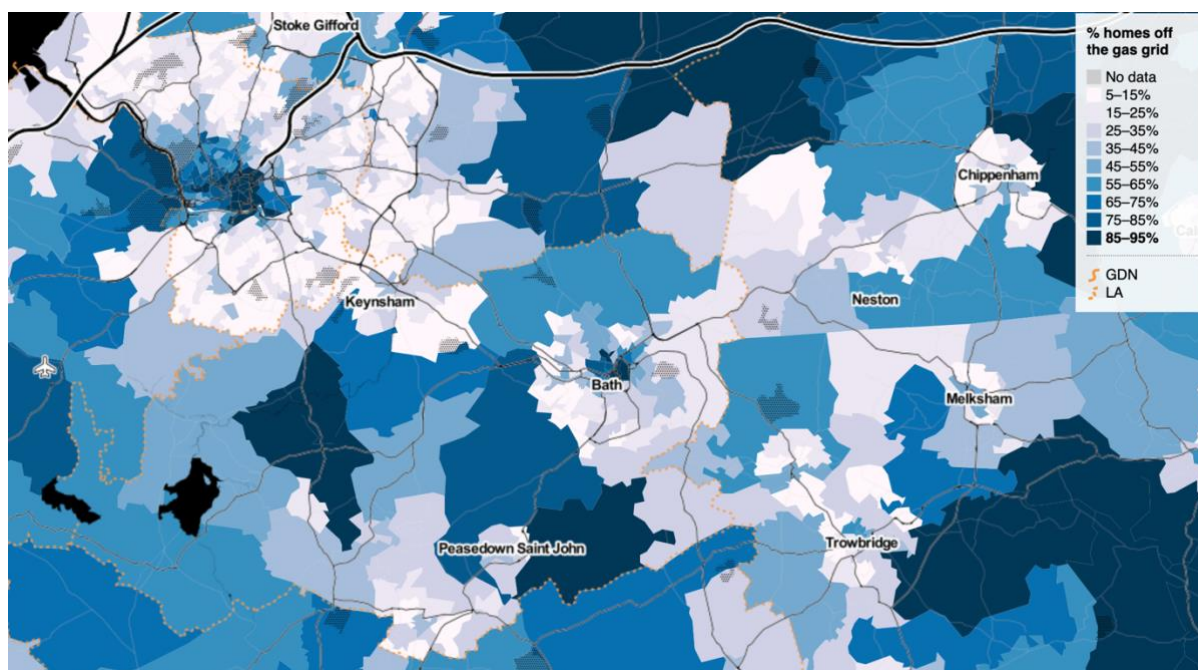 Stoke Gifford
% homes off
the gas grid
No data
5–15%
15–25%
25–35%
35–45%
45–55%
55–65%
65–75%
75–85%
85–95%
GDN
LA
Chippenham
Keynsham
Neston
Bath
Melksham
Peasedown Saint John
Trowbridge